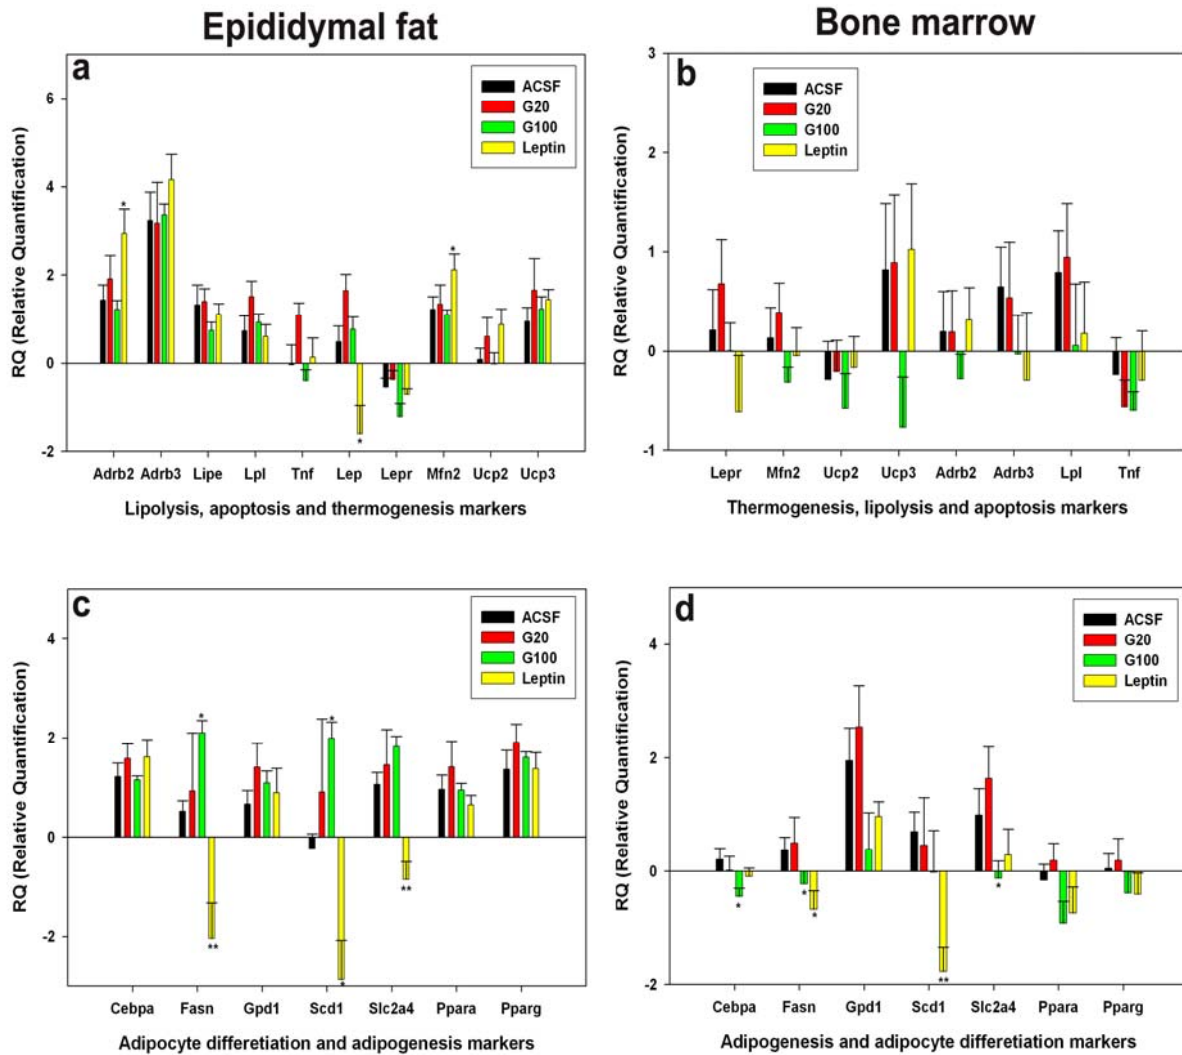 Epididymal fat
Bone marrow
a
RQ (Relative Quantification)
6
4
2
0
-2
ACSF
G20
G100
Leptin
*
*
*
Adrb2 Adrb3 Lipe Lpl Tnf Lep Lepr Mfn2 Ucp2 Ucp3
Lipolysis, apoptosis and thermogenesis markers
b
RQ (Relative Quantification)
3
2
1
0
-1
ACSF
G20
G100
Leptin
Lepr Mfn2 Ucp2 Ucp3 Adrb2 Adrb3 Lpl Tnf
Thermogenesis, lipolysis and apoptosis markers
c
RQ (Relative Quantification)
4
2
0
-2
ACSF
G20
G100
Leptin
* *
**
**
*
Cebpa Fasn Gpd1 Scd1 Slc2a4 Ppara Pparg
Adipocyte differetiation and adipogenesis markers
d
RQ (Relative Quantification)
4
2
0
-2
ACSF
G20
G100
Leptin
* * * *
**
Cebpa Fasn Gpd1 Scd1 Slc2a4 Ppara Pparg
Adipogenesis and adipocyte differetiation markers